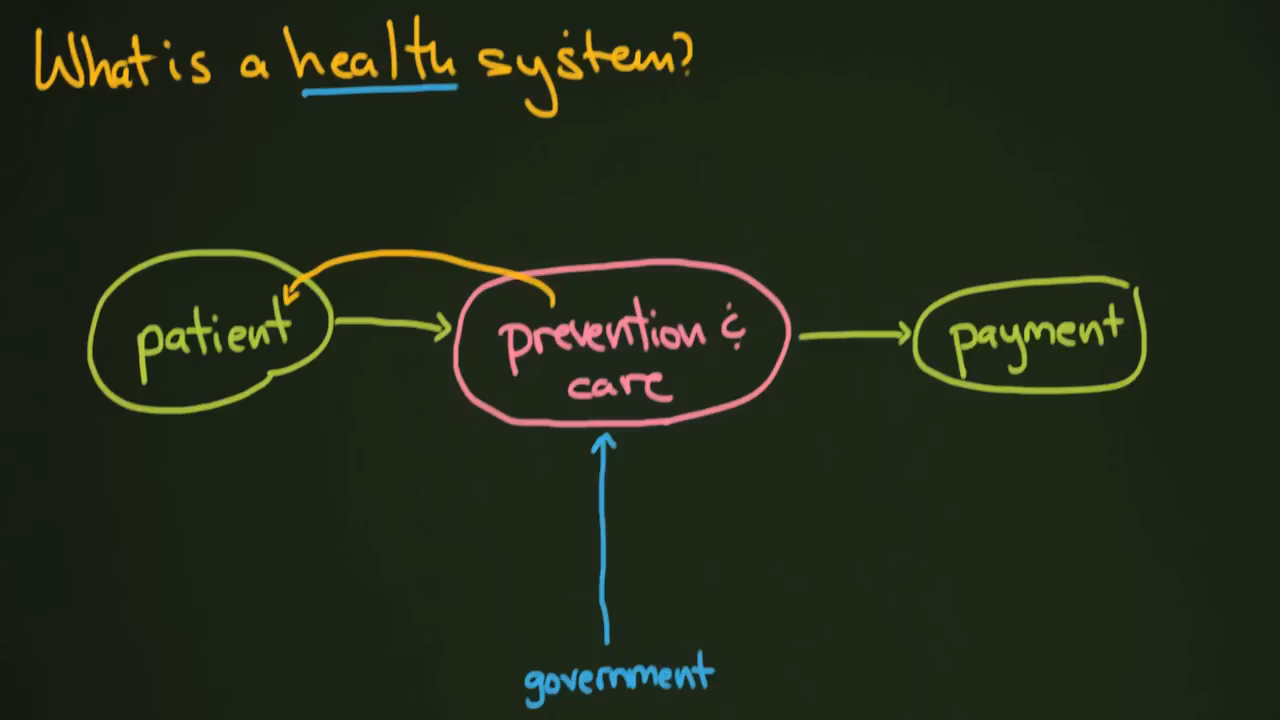 What is a health system?
patient
prevention &
care
payment
government